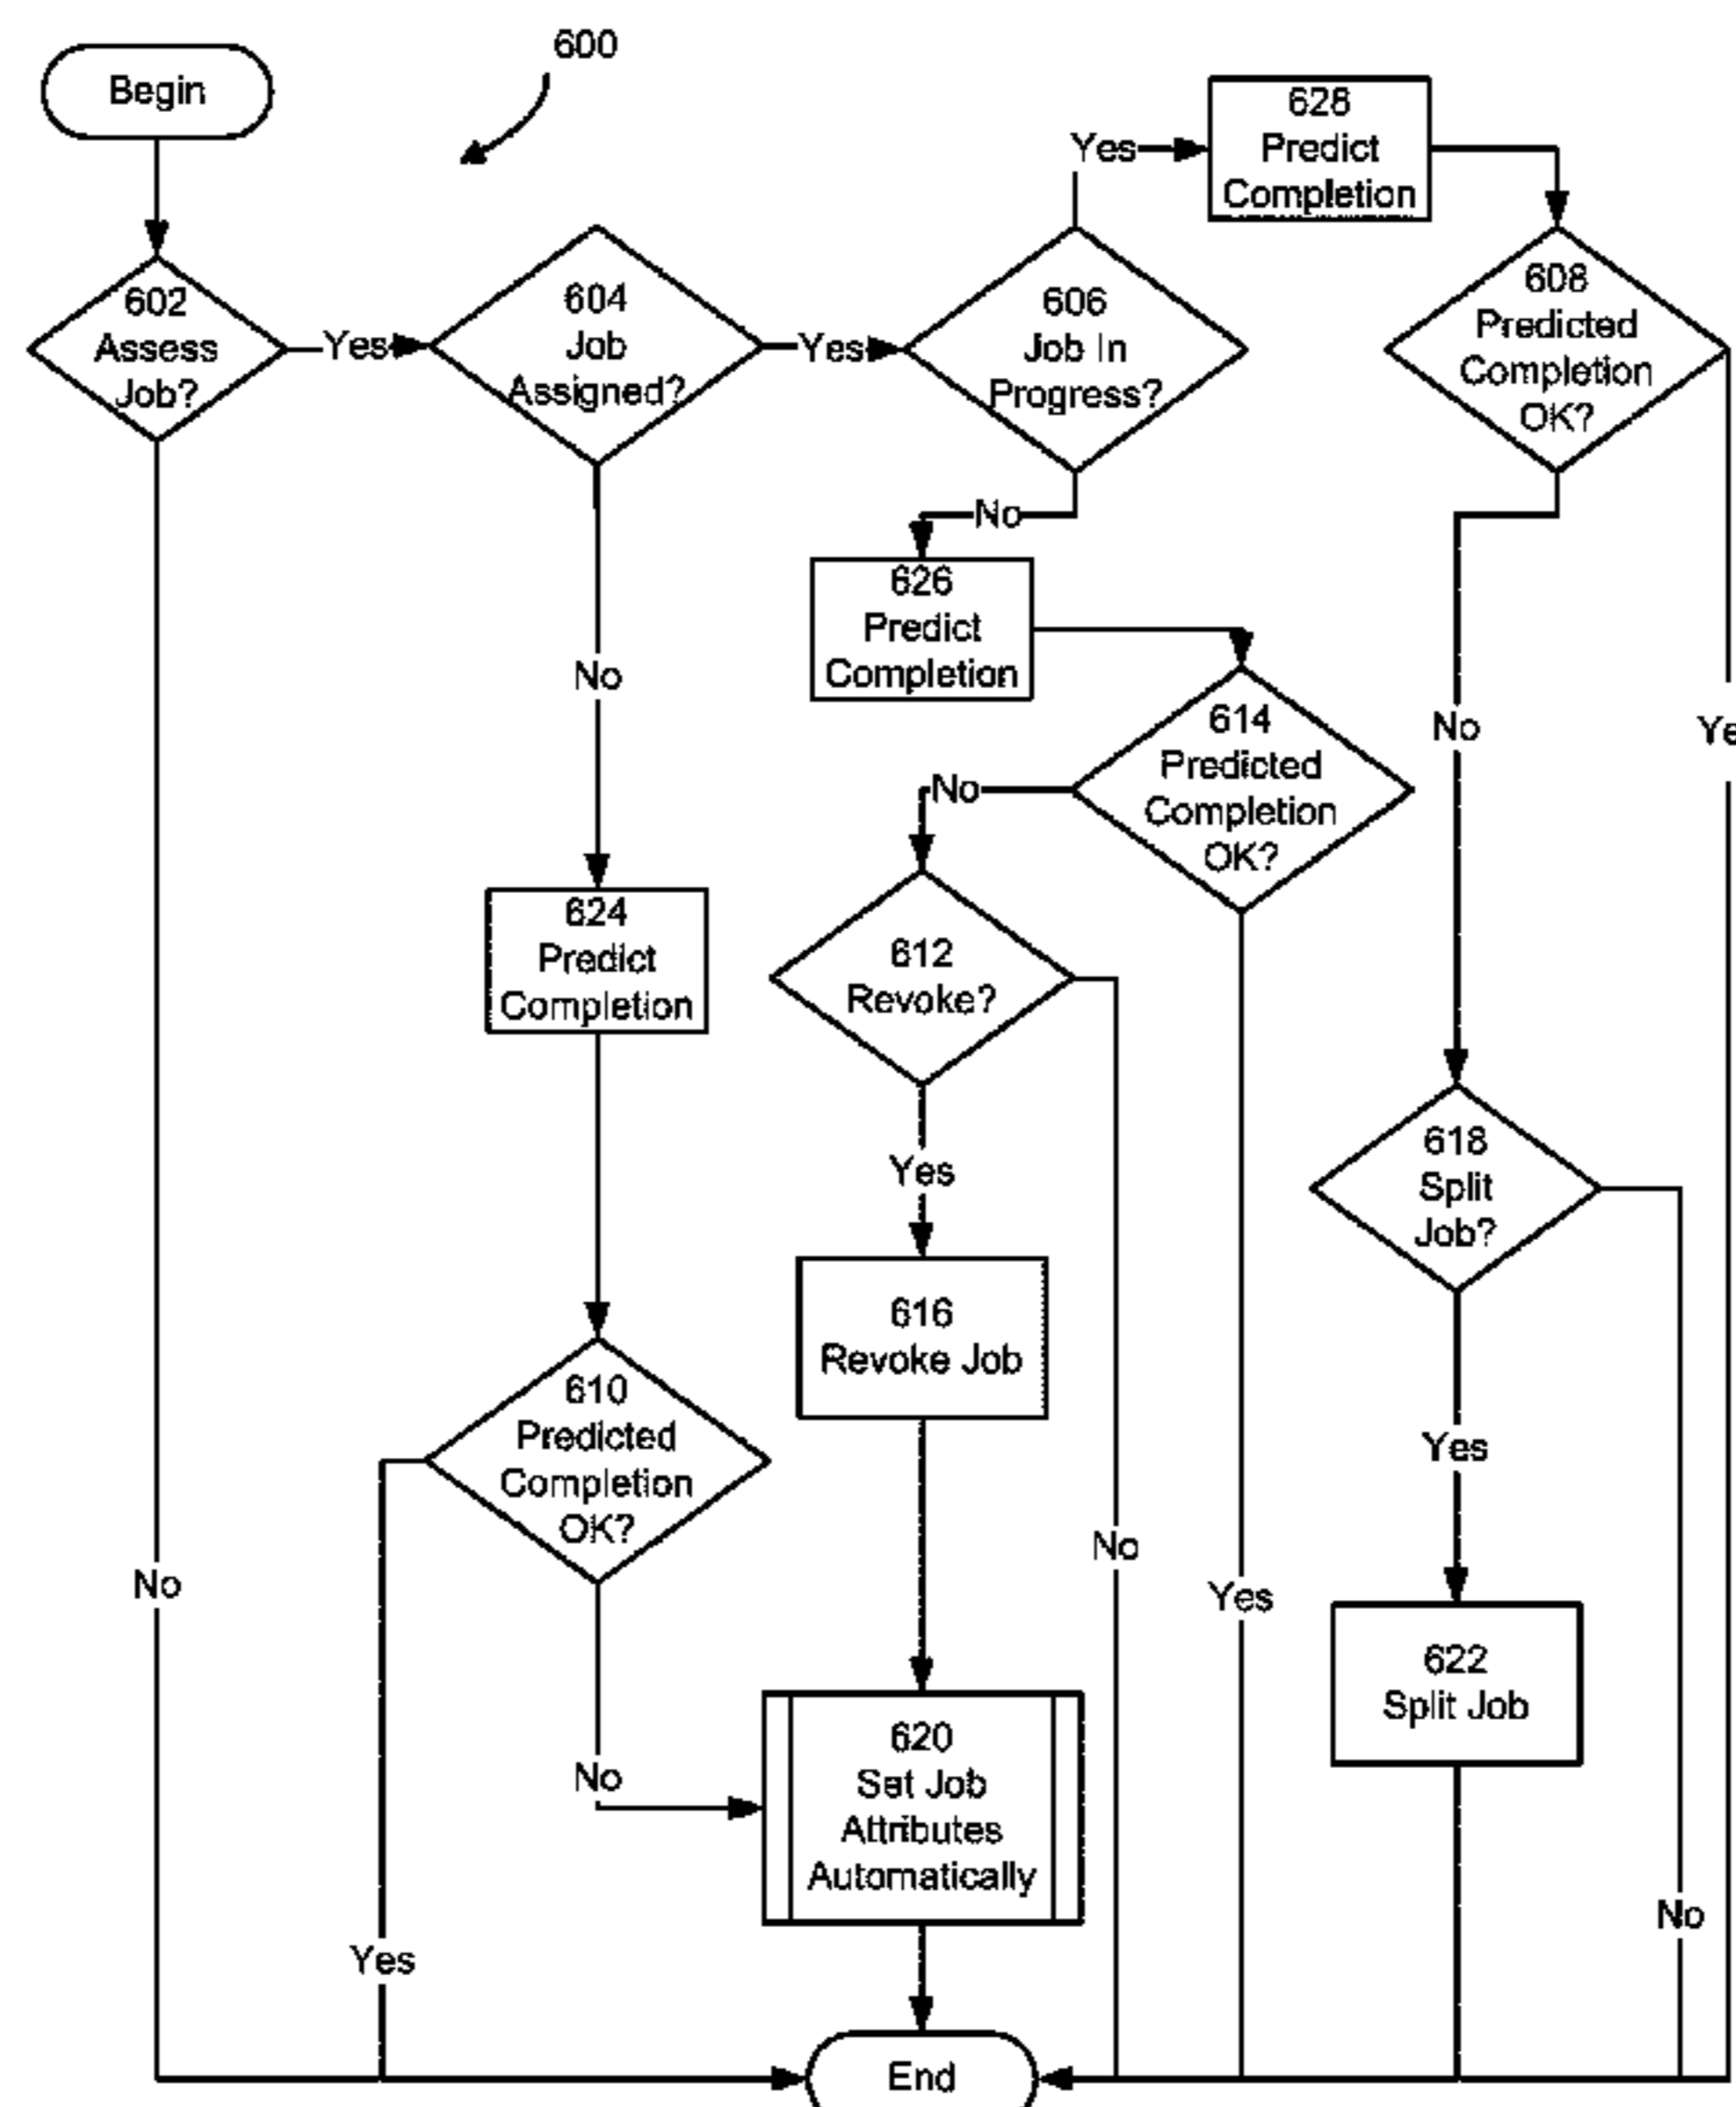 600
Begin
628
Predict
Completion
Yes
602
Assess
Job?
Yes
604
Job
Assigned?
Yes
606
Job In
Progress?
608
Predicted
Completion
OK?
No
626
Predict
Completion
No
614
Predicted
Completion
OK?
No
Ye
No
624
Predict
Completion
612
Revoke?
618
Split
Job?
Yes
616
Revoke Job
610
Predicted
Completion
OK?
Yes
No
No
Yes
622
Split Job
620
Set Job
Attributes
Automatically
No
No
Yes
End